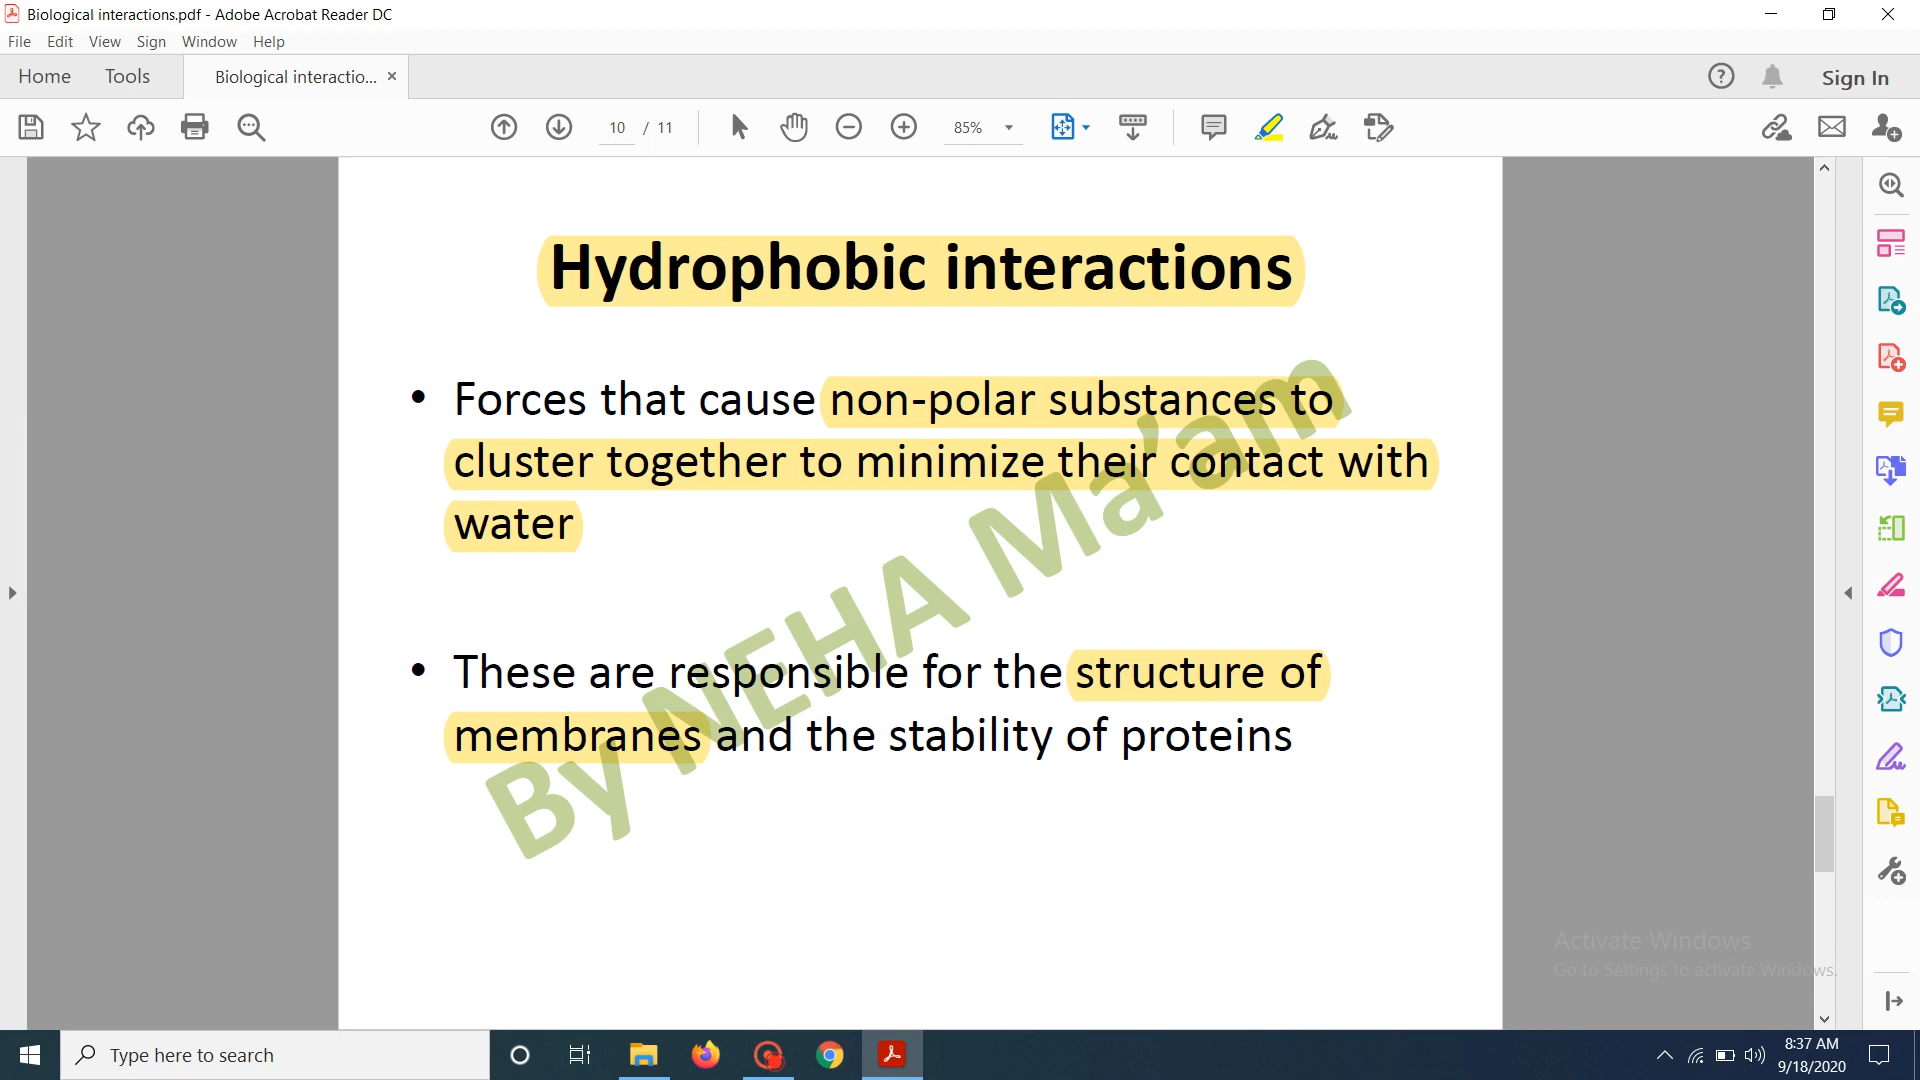 Biological interactions.pdf - Adobe Acrobat Reader DC
File Edit View Sign Window Help
Home Tools Biological interactio... × Sign In
10 / 11 85%
Hydrophobic interactions
• Forces that cause non-polar substances to
cluster together to minimize their contact with
water
• These are responsible for the structure of
membranes and the stability of proteins
By NEHA Ma'am
Activate Windows
Go to Settings to activate Windows.
Type here to search
8:37 AM
9/18/2020